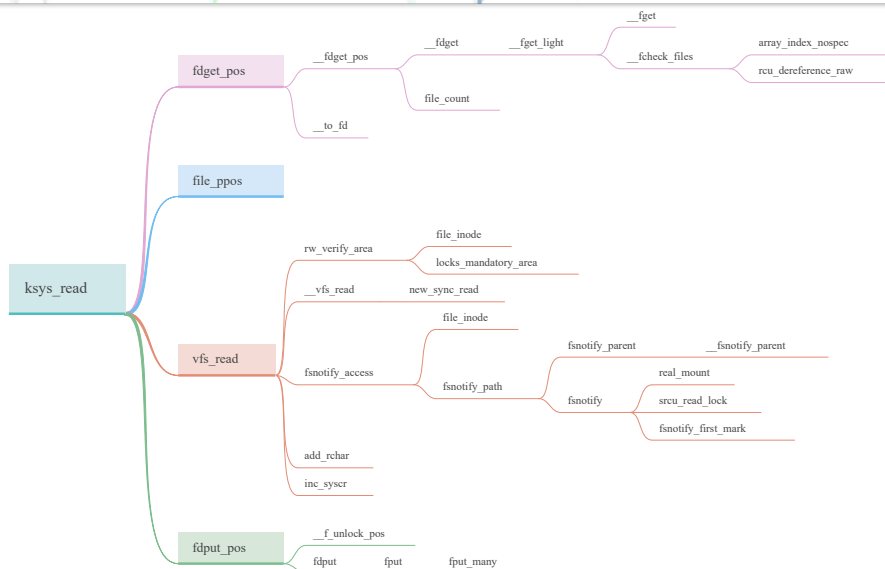 ksys_read
fdget_pos
__fdget_pos
__fdget
__fget_light
__fget
__fcheck_files
array_index_nospec
rcu_dereference_raw
file_count
__to_fd
file_ppos
vfs_read
rw_verify_area
file_inode
locks_mandatory_area
__vfs_read
new_sync_read
fsnotify_access
file_inode
fsnotify_path
fsnotify_parent
__fsnotify_parent
fsnotify
real_mount
srcu_read_lock
fsnotify_first_mark
add_rchar
inc_syscr
fdput_pos
__f_unlock_pos
fdput
fput
fput_many